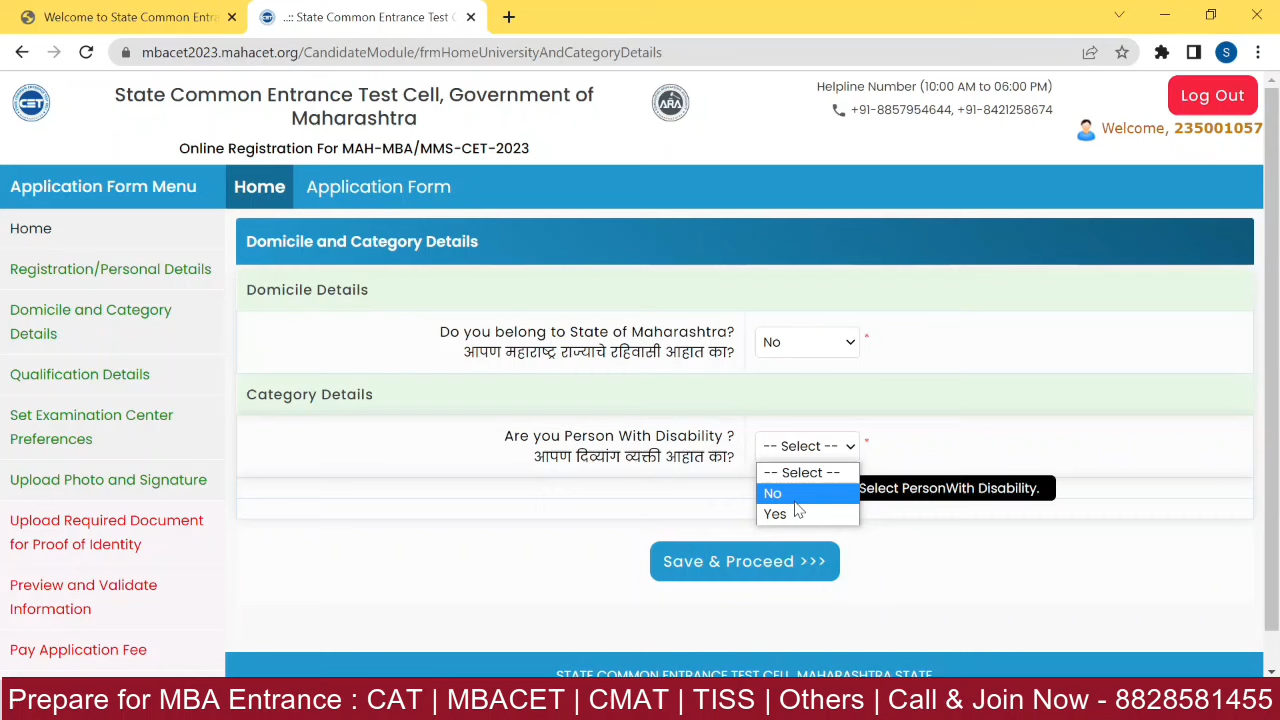 Welcome to State Common Entra
..:: State Common Entrance Test C
mbacet2023.mahacet.org/CandidateModule/frmHomeUniversityAndCategoryDetails
S
CET
State Common Entrance Test Cell, Government of
Maharashtra
Online Registration For MAH-MBA/MMS-CET-2023
ARA
Helpline Number (10:00 AM to 06:00 PM)
+91-8857954644, +91-8421258674
Log Out
Welcome, 235001057
Application Form Menu
Home
Application Form
Home
Registration/Personal Details
Domicile and Category
Details
Qualification Details
Set Examination Center
Preferences
Upload Photo and Signature
Upload Required Document
for Proof of Identity
Preview and Validate
Information
Pay Application Fee
Domicile and Category Details
Domicile Details
Do you belong to State of Maharashtra?
आपण महाराष्ट्र राज्याचे रहिवासी आहात का?
No
*
Category Details
Are you Person With Disability ?
आपण दिव्यांग व्यक्ती आहात का?
-- Select --
*
-- Select --
No
Yes
Select PersonWith Disability.
Save & Proceed >>>
STATE COMMON ENTRANCE TEST CELL, MAHARASHTRA STATE
Prepare for MBA Entrance : CAT | MBACET | CMAT | TISS | Others | Call & Join Now - 8828581455